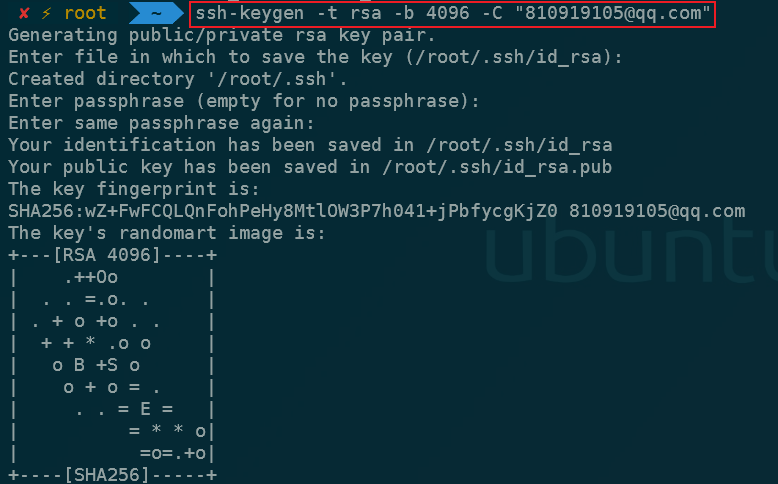 ✘ ⚡ root ~ ssh-keygen -t rsa -b 4096 -C "810919105@qq.com"
Generating public/private rsa key pair.
Enter file in which to save the key (/root/.ssh/id_rsa):
Created directory '/root/.ssh'.
Enter passphrase (empty for no passphrase):
Enter same passphrase again:
Your identification has been saved in /root/.ssh/id_rsa
Your public key has been saved in /root/.ssh/id_rsa.pub
The key fingerprint is:
SHA256:wZ+FwFCQLQnFohPeHy8MtlOW3P7h041+jPbfycgKjZ0 810919105@qq.com
The key's randomart image is:
+---[RSA 4096]----+
|    .++Oo        |
|  . . =.o. .     |
| . + o +o . .    |
|  + + * .o o     |
|   o B +S o      |
|    o + o = .    |
|     . . = E =   |
|          = * * o|
|           =o=.+o|
+----[SHA256]-----+
ubuntu